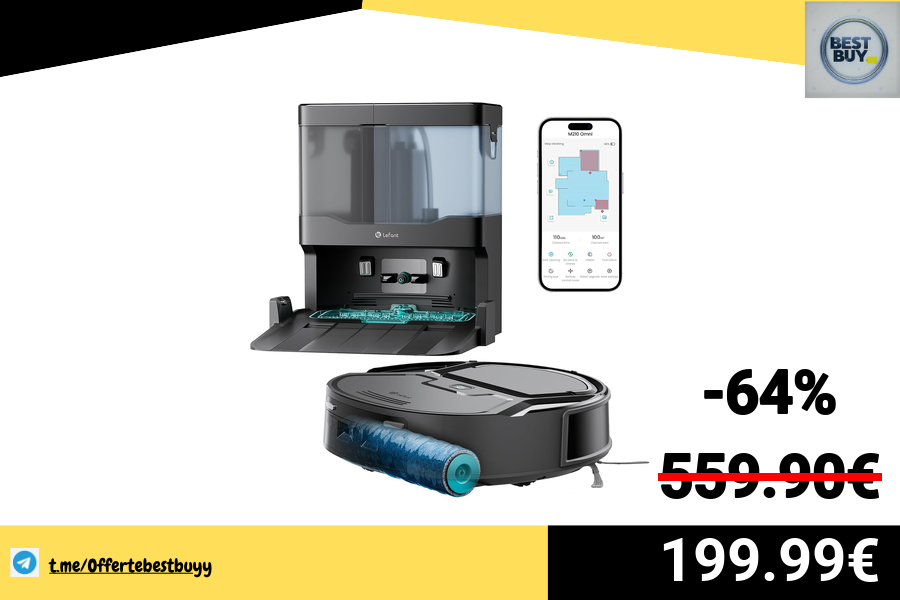 BEST
BUY
M210 Omni
Lefant
-64%
559.90€
199.99€
t.me/Offertebestbuyy